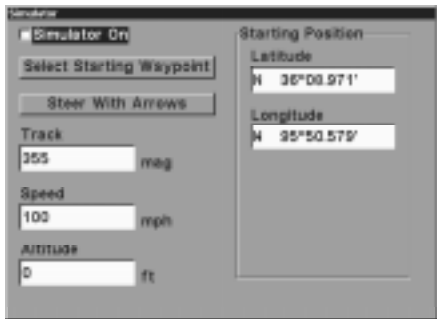 Simulator
Simulator On
Select Starting Waypoint
Steer With Arrows
Track
355 mag
Speed
100 mph
Altitude
0 ft
Starting Position
Latitude
N 36°08.971'
Longitude
W 95°50.579'